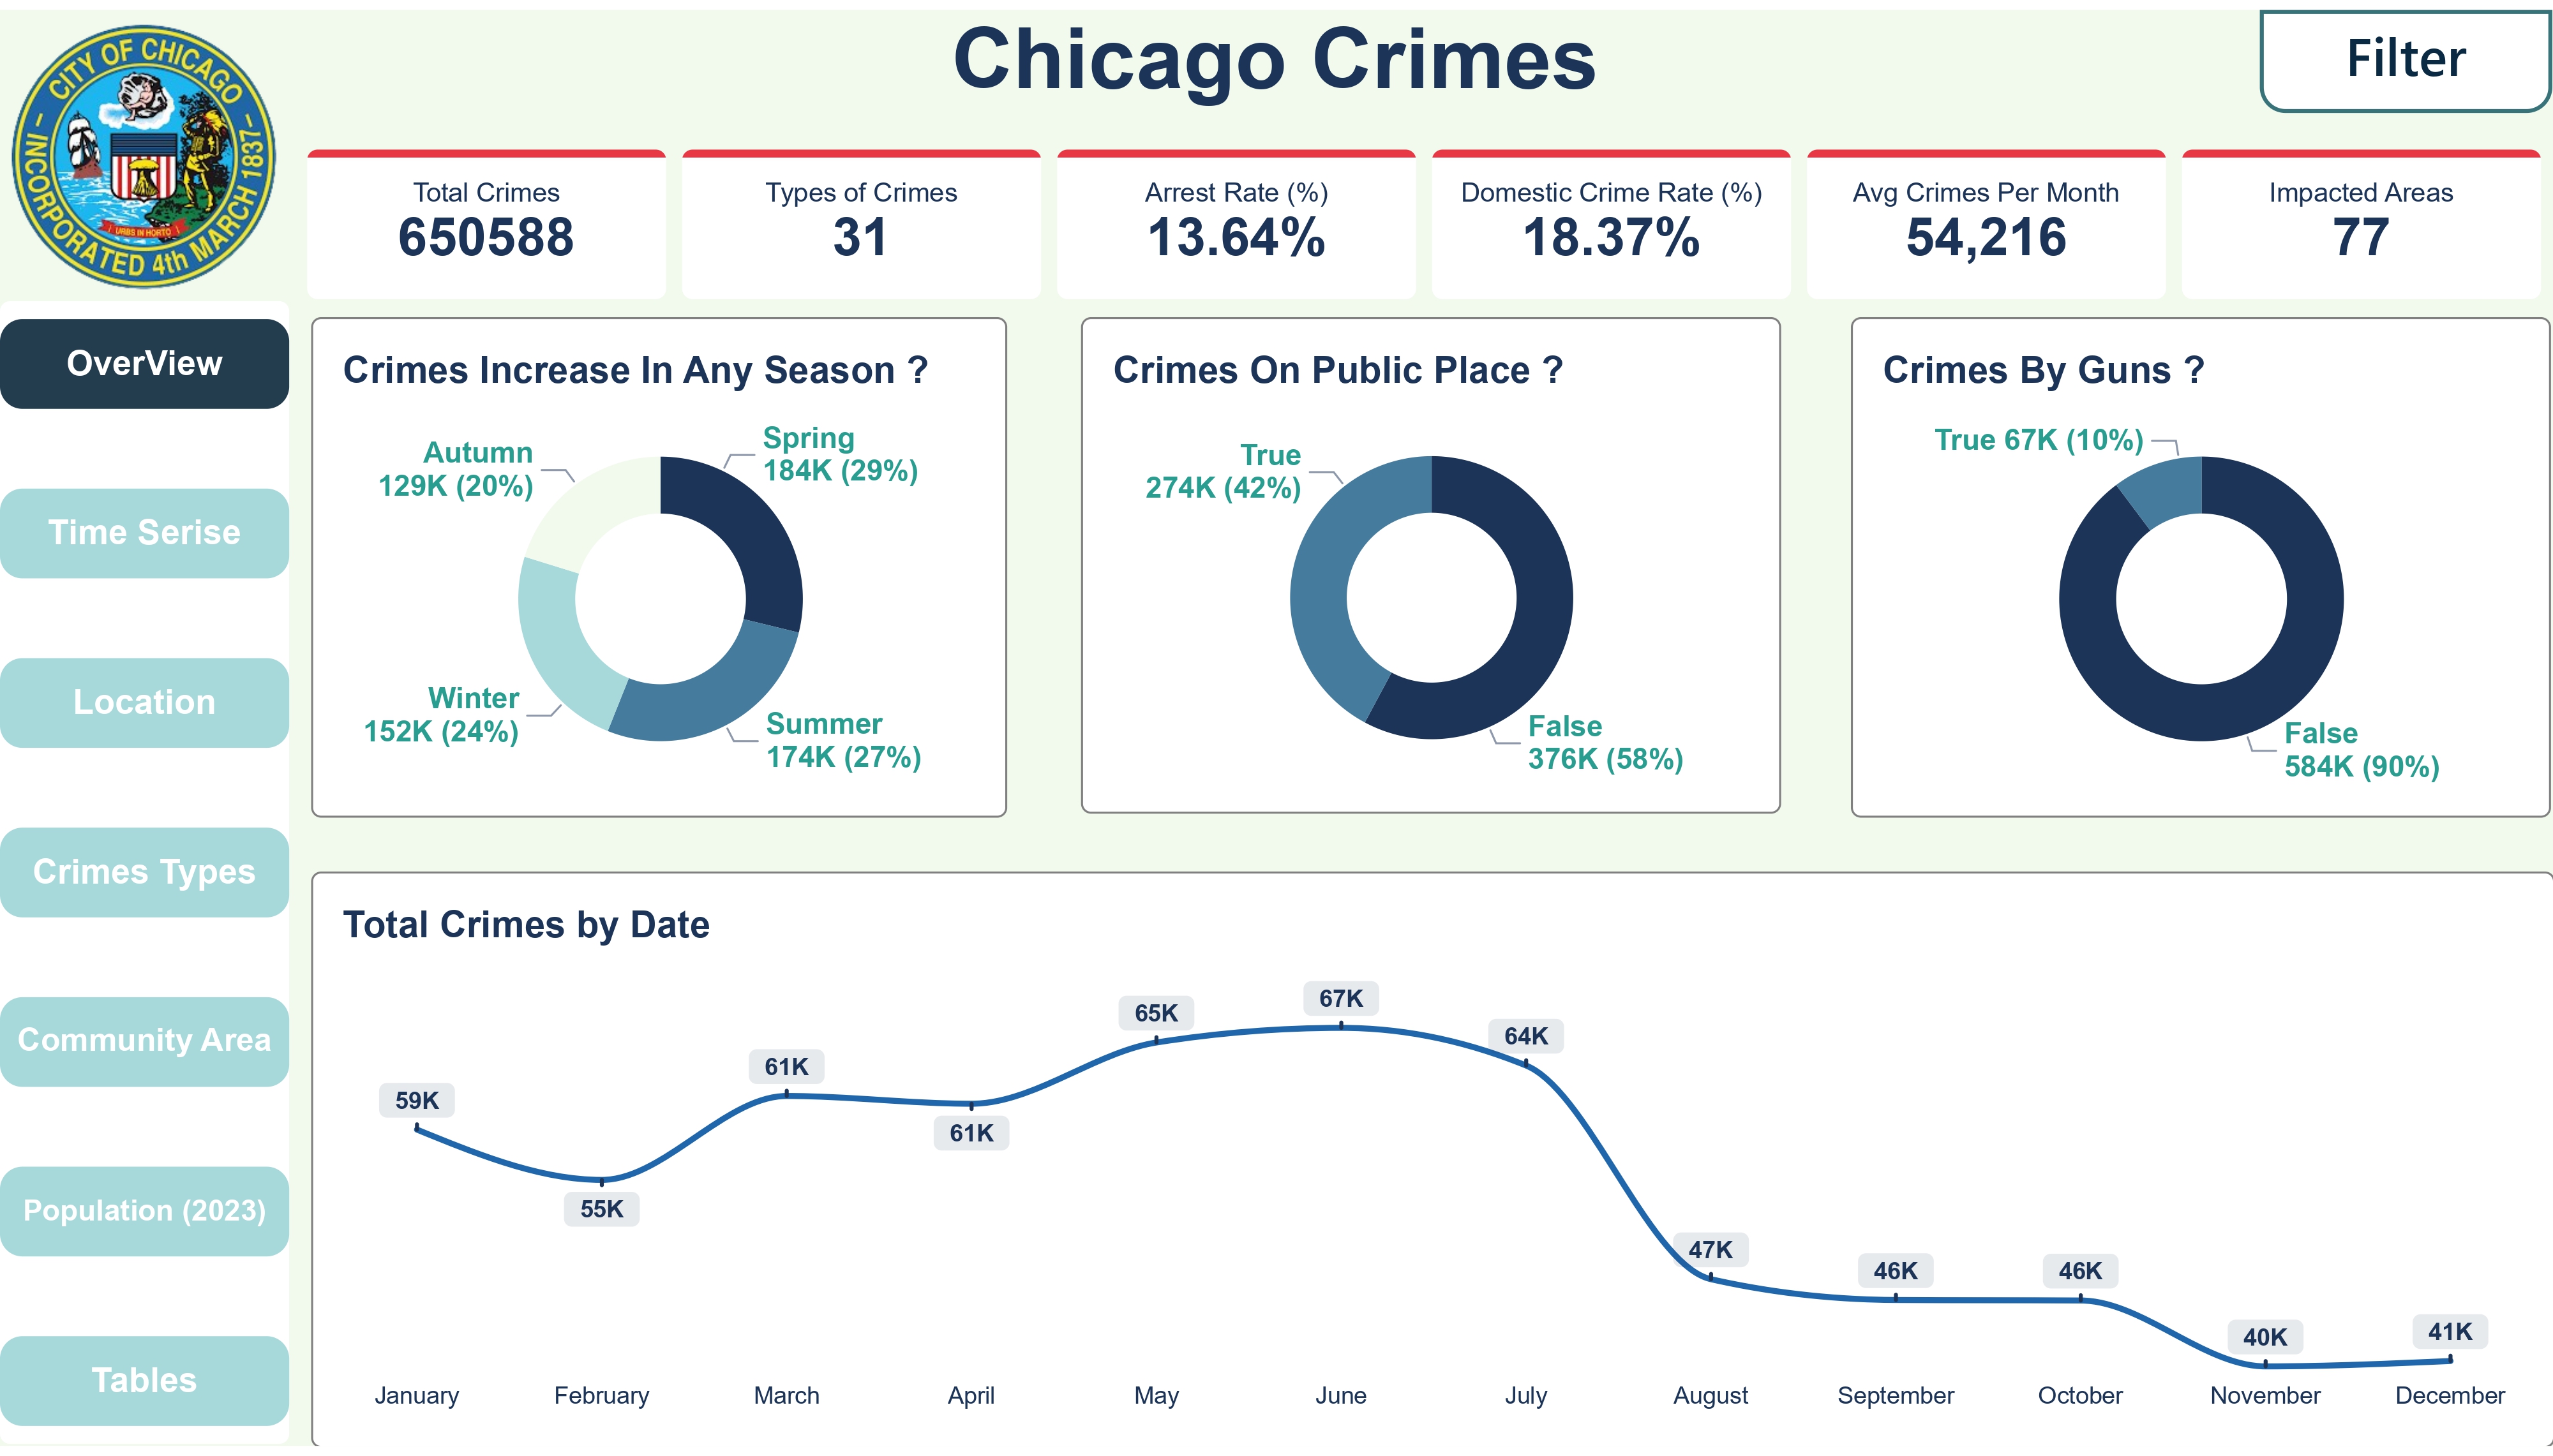 CITY OF CHICAGO
INCORPORATED 4th MARCH 1837
URBS IN HORTO
Chicago Crimes
Filter
Total Crimes
650588
Types of Crimes
31
Arrest Rate (%)
13.64%
Domestic Crime Rate (%)
18.37%
Avg Crimes Per Month
54,216
Impacted Areas
77
OverView
Time Serise
Location
Crimes Types
Community Area
Population (2023)
Tables
Crimes Increase In Any Season ?
Autumn
129K (20%)
Spring
184K (29%)
Winter
152K (24%)
Summer
174K (27%)
Crimes On Public Place ?
True
274K (42%)
False
376K (58%)
Crimes By Guns ?
True 67K (10%)
False
584K (90%)
Total Crimes by Date
59K
55K
61K
61K
65K
67K
64K
47K
46K
46K
40K
41K
January
February
March
April
May
June
July
August
September
October
November
December